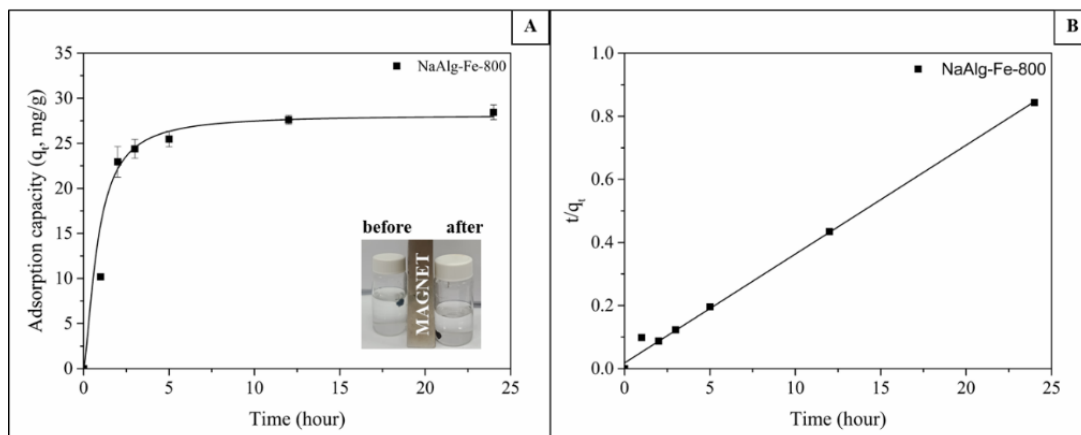 A
35
30
25
20
15
10
5
0
Adsorption capacity (qt, mg/g)
NaAlg-Fe-800
before after
MAGNET
0 5 10 15 20 25
Time (hour)
B
1.0
0.8
0.6
0.4
0.2
0.0
t/qt
NaAlg-Fe-800
0 5 10 15 20 25
Time (hour)